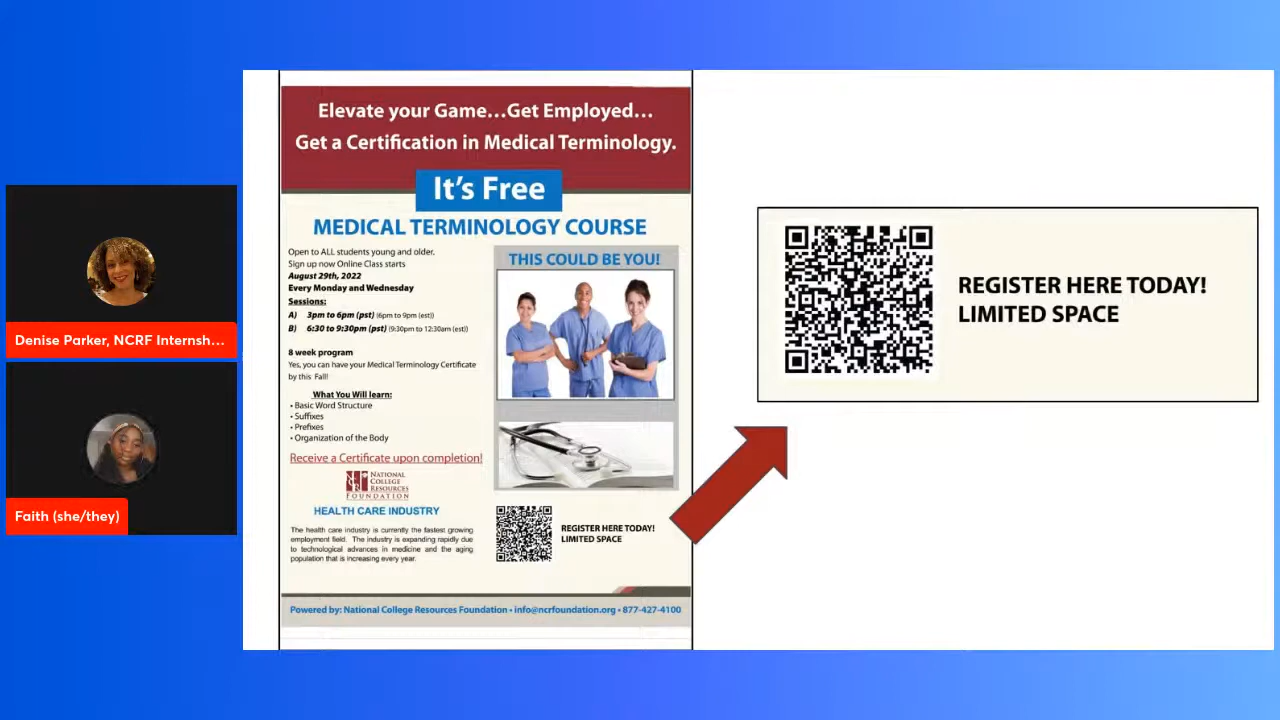 Denise Parker, NCRF Internsh...
Faith (she/they)
Elevate your Game...Get Employed...
Get a Certification in Medical Terminology.
It's Free
MEDICAL TERMINOLOGY COURSE
Open to ALL students young and older.
Sign up now Online Class starts
August 29th, 2022
Every Monday and Wednesday
Sessions:
A) 3pm to 6pm (pst) (6pm to 9pm (est))
B) 6:30 to 9:30pm (pst) (9:30pm to 12:30am (est))
8 week program
Yes, you can have your Medical Terminology Certificate
by this Fall!
What You Will learn:
• Basic Word Structure
• Suffixes
• Prefixes
• Organization of the Body
Receive a Certificate upon completion!
NATIONAL
COLLEGE
RESOURCES
FOUNDATION
HEALTH CARE INDUSTRY
The health care industry is currently the fastest growing
employment field. The industry is expanding rapidly due
to technological advances in medicine and the aging
population that is increasing every year.
THIS COULD BE YOU!
REGISTER HERE TODAY!
LIMITED SPACE
Powered by: National College Resources Foundation • info@ncrfoundation.org • 877-427-4100
REGISTER HERE TODAY!
LIMITED SPACE